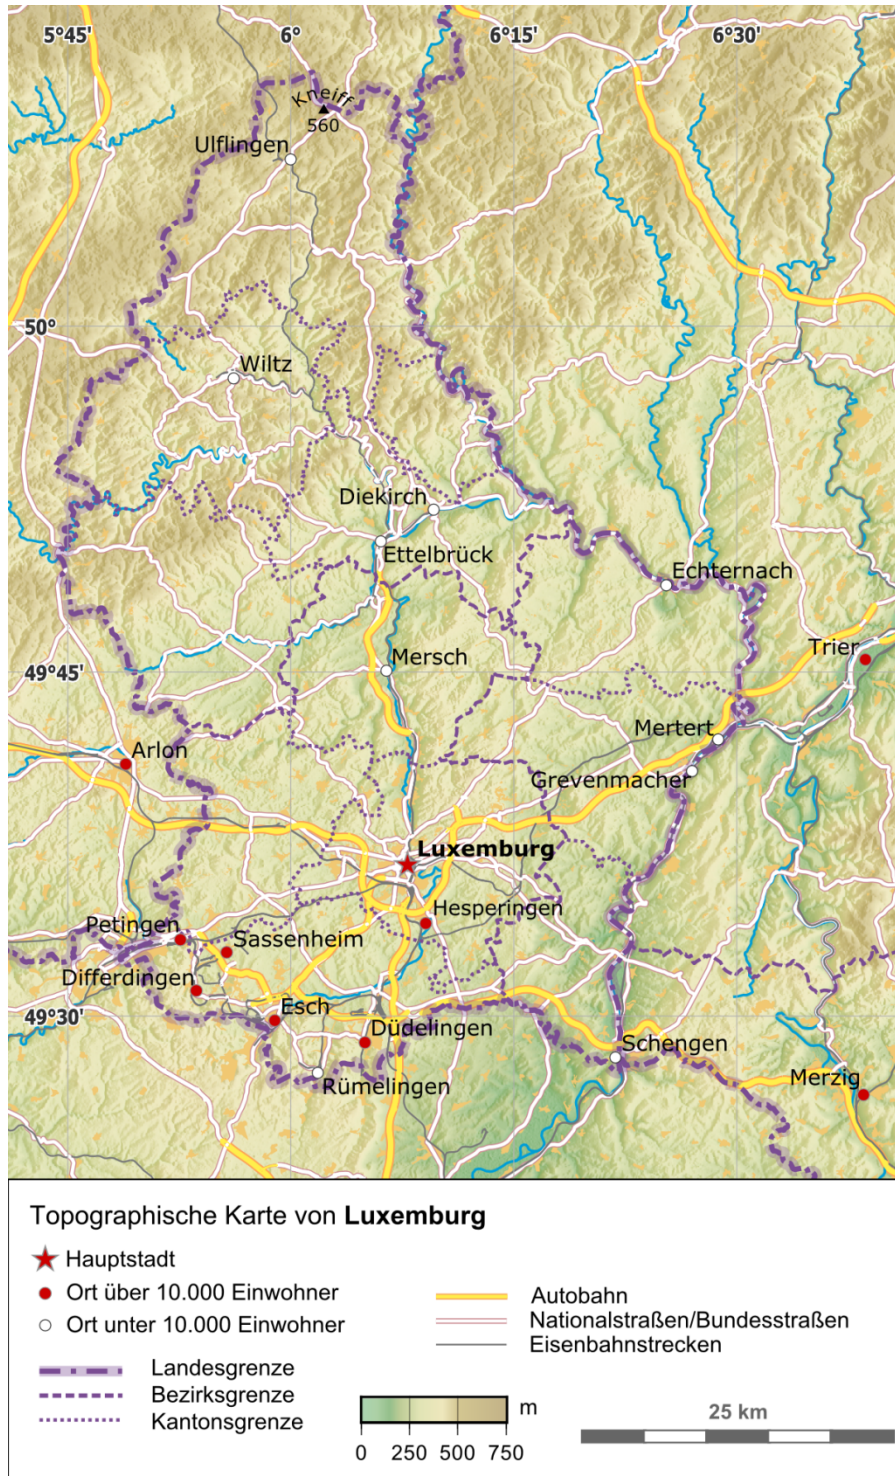 5°45'
6°
6°15'
6°30'
Kneiff
560
Ulflingen
50°
Wiltz
Diekirch
Ettelbrück
Echternach
Trier
49°45'
Mersch
Mertert
Arlon
Grevenmacher
Luxemburg
Hesperingen
Petingen
Sassenheim
Differdingen
Esch
49°30'
Düdelingen
Schengen
Rümelingen
Merzig
Topographische Karte von Luxemburg
Hauptstadt
Ort über 10.000 Einwohner
Ort unter 10.000 Einwohner
Landesgrenze
Bezirksgrenze
Kantonsgrenze
Autobahn
Nationalstraßen/Bundesstraßen
Eisenbahnstrecken
m
0 250 500 750
25 km